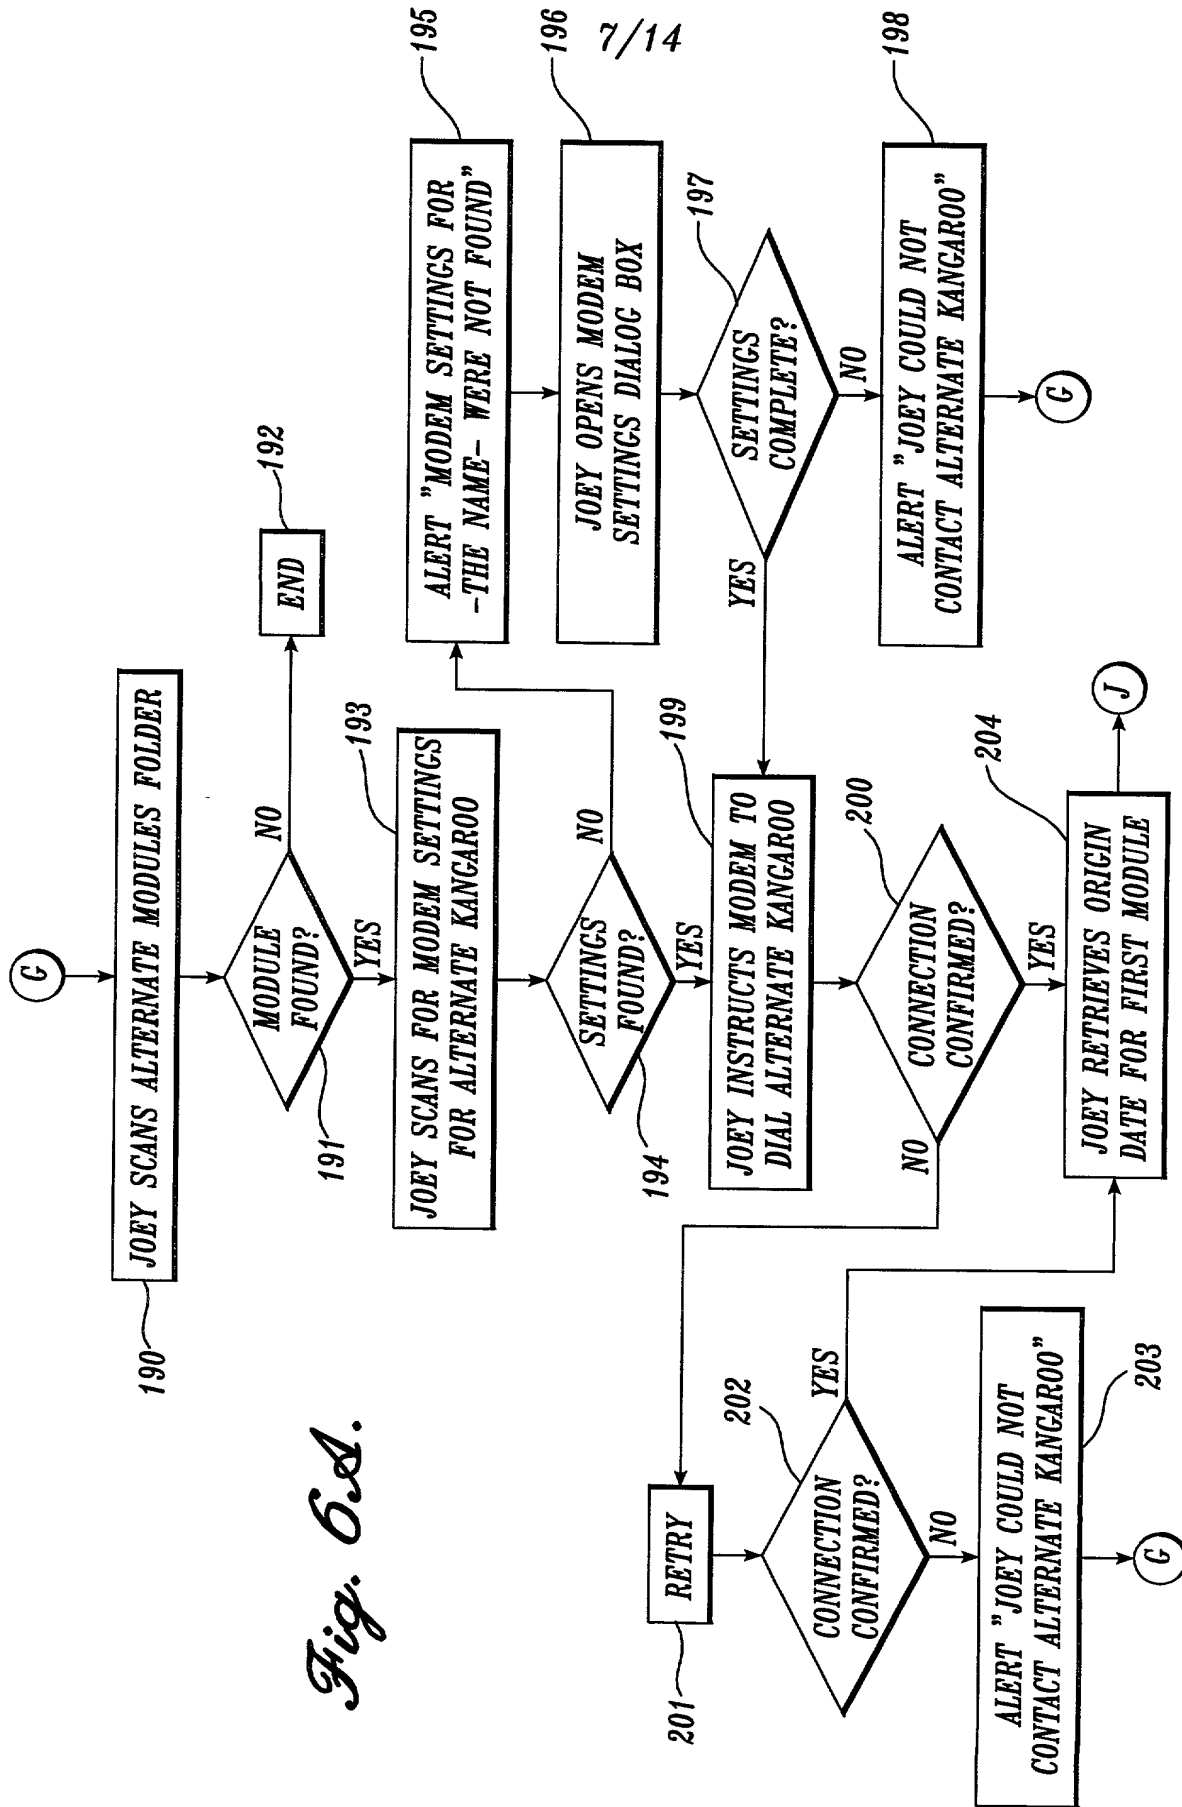 7/14
Fig. 6A.
G
JOEY SCANS ALTERNATE MODULES FOLDER
190
MODULE
FOUND?
191
NO
END
192
YES
JOEY SCANS FOR MODEM SETTINGS
FOR ALTERNATE KANGAROO
193
SETTINGS
FOUND?
194
NO
ALERT "MODEM SETTINGS FOR
-THE NAME- WERE NOT FOUND"
195
JOEY OPENS MODEM
SETTINGS DIALOG BOX
196
SETTINGS
COMPLETE?
197
YES
NO
ALERT "JOEY COULD NOT
CONTACT ALTERNATE KANGAROO"
198
G
YES
JOEY INSTRUCTS MODEM TO
DIAL ALTERNATE KANGAROO
199
CONNECTION
CONFIRMED?
200
NO
YES
RETRY
201
CONNECTION
CONFIRMED?
202
YES
NO
ALERT "JOEY COULD NOT
CONTACT ALTERNATE KANGAROO"
203
G
JOEY RETRIEVES ORIGIN
DATE FOR FIRST MODULE
204
J